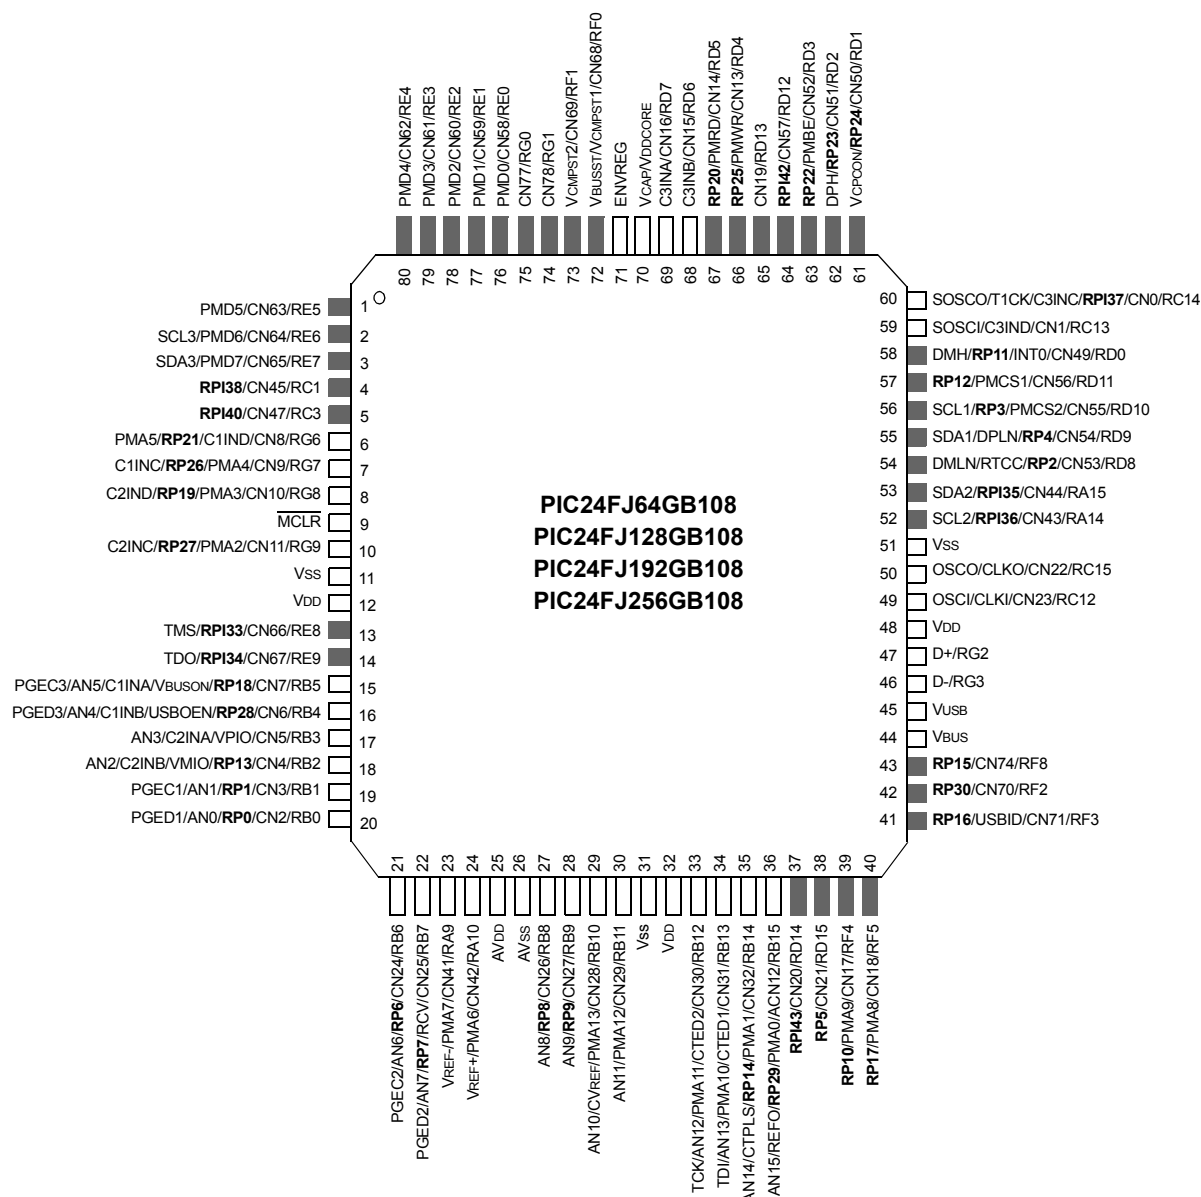 PMD4/CN62/RE4
PMD3/CN61/RE3
PMD2/CN60/RE2
PMD1/CN59/RE1
PMD0/CN58/RE0
CN77/RG0
CN78/RG1
VCMPST2/CN69/RF1
VBUSST/VCMPST1/CN68/RF0
ENVREG
VCAP/VDDCORE
C3INA/CN16/RD7
C3INB/CN15/RD6
RP20/PMRD/CN14/RD5
RP25/PMWR/CN13/RD4
CN19/RD13
RPI42/CN57/RD12
RP22/PMBE/CN52/RD3
DPH/RP23/CN51/RD2
VCPCON/RP24/CN50/RD1
80
79
78
77
76
75
74
73
72
71
70
69
68
67
66
65
64
63
62
61
PMD5/CN63/RE5 1
SCL3/PMD6/CN64/RE6 2
SDA3/PMD7/CN65/RE7 3
RPI38/CN45/RC1 4
RPI40/CN47/RC3 5
PMA5/RP21/C1IND/CN8/RG6 6
C1INC/RP26/PMA4/CN9/RG7 7
C2IND/RP19/PMA3/CN10/RG8 8
MCLR 9
C2INC/RP27/PMA2/CN11/RG9 10
VSS 11
VDD 12
TMS/RPI33/CN66/RE8 13
TDO/RPI34/CN67/RE9 14
PGEC3/AN5/C1INA/VBUSON/RP18/CN7/RB5 15
PGED3/AN4/C1INB/USBOEN/RP28/CN6/RB4 16
AN3/C2INA/VPIO/CN5/RB3 17
AN2/C2INB/VMIO/RP13/CN4/RB2 18
PGEC1/AN1/RP1/CN3/RB1 19
PGED1/AN0/RP0/CN2/RB0 20
PIC24FJ64GB108
PIC24FJ128GB108
PIC24FJ192GB108
PIC24FJ256GB108
60 SOSCO/T1CK/C3INC/RPI37/CN0/RC14
59 SOSCI/C3IND/CN1/RC13
58 DMH/RP11/INT0/CN49/RD0
57 RP12/PMCS1/CN56/RD11
56 SCL1/RP3/PMCS2/CN55/RD10
55 SDA1/DPLN/RP4/CN54/RD9
54 DMLN/RTCC/RP2/CN53/RD8
53 SDA2/RPI35/CN44/RA15
52 SCL2/RPI36/CN43/RA14
51 VSS
50 OSCO/CLKO/CN22/RC15
49 OSCI/CLKI/CN23/RC12
48 VDD
47 D+/RG2
46 D-/RG3
45 VUSB
44 VBUS
43 RP15/CN74/RF8
42 RP30/CN70/RF2
41 RP16/USBID/CN71/RF3
21
22
23
24
25
26
27
28
29
30
31
32
33
34
35
36
37
38
39
40
PGEC2/AN6/RP6/CN24/RB6
PGED2/AN7/RP7/RCV/CN25/RB7
VREF-/PMA7/CN41/RA9
VREF+/PMA6/CN42/RA10
AVDD
AVSS
AN8/RP8/CN26/RB8
AN9/RP9/CN27/RB9
AN10/CVREF/PMA13/CN28/RB10
AN11/PMA12/CN29/RB11
Vss
VDD
TCK/AN12/PMA11/CTED2/CN30/RB12
TDI/AN13/PMA10/CTED1/CN31/RB13
AN14/CTPLS/RP14/PMA1/CN32/RB14
AN15/REFO/RP29/PMA0/ACN12/RB15
RPI43/CN20/RD14
RP5/CN21/RD15
RP10/PMA9/CN17/RF4
RP17/PMA8/CN18/RF5